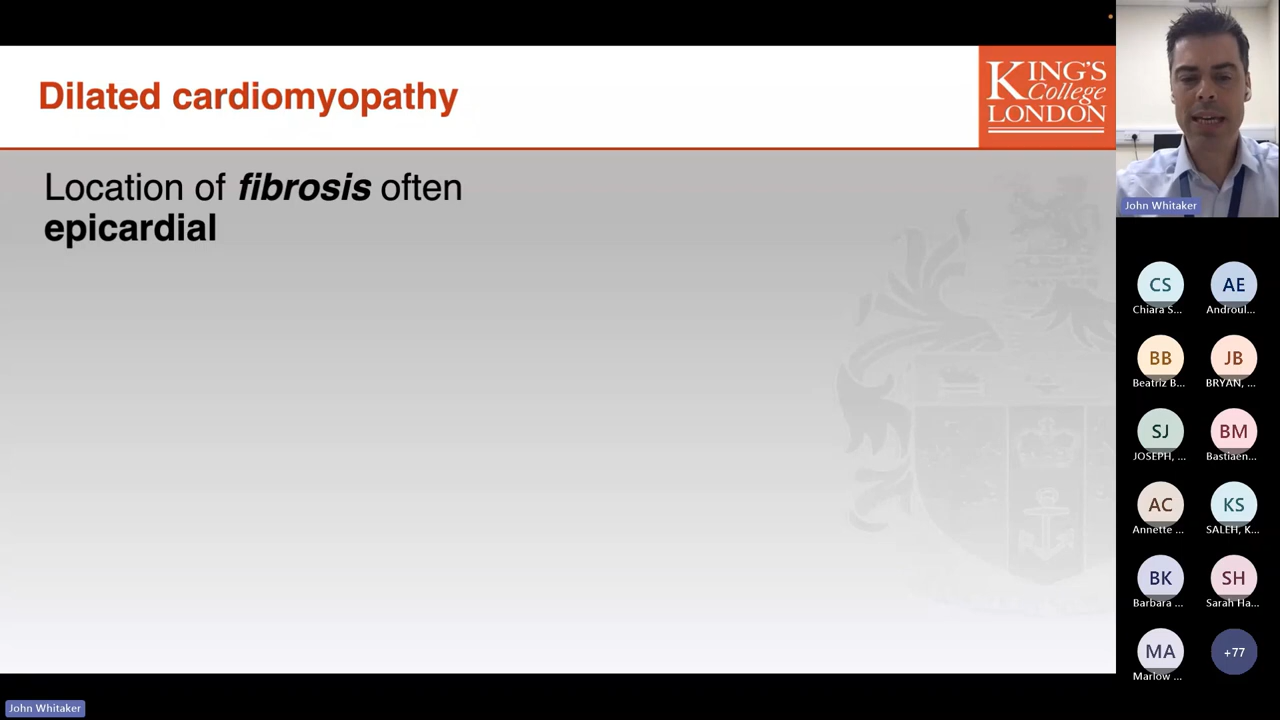 Dilated cardiomyopathy
KING'S
College
LONDON
Location of fibrosis often
epicardial
John Whitaker
CS
AE
Chiara S...
Androul...
BB
JB
Beatriz B...
BRYAN, ...
SJ
BM
JOSEPH, ...
Bastiaen...
AC
KS
Annette ...
SALEH, K...
BK
SH
Barbara ...
Sarah Ha...
MA
+77
Marlow ...
John Whitaker